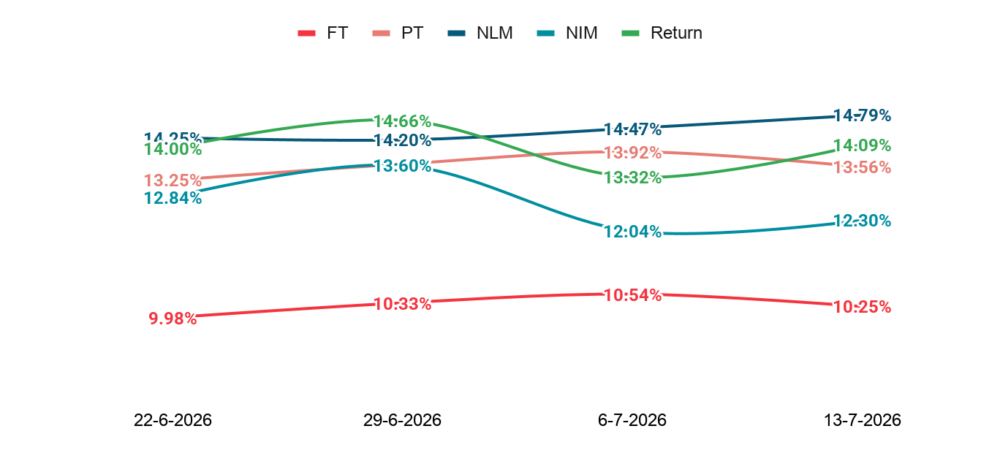 FT PT NLM NIM Return
14.25% 14.66% 14.47% 14.79%
14.00% 14.20% 13.92% 14.09%
13.25% 13.60% 13.32% 13.56%
12.84% 12.04% 12.30%
9.98% 10.33% 10.54% 10.25%
22-6-2026 29-6-2026 6-7-2026 13-7-2026